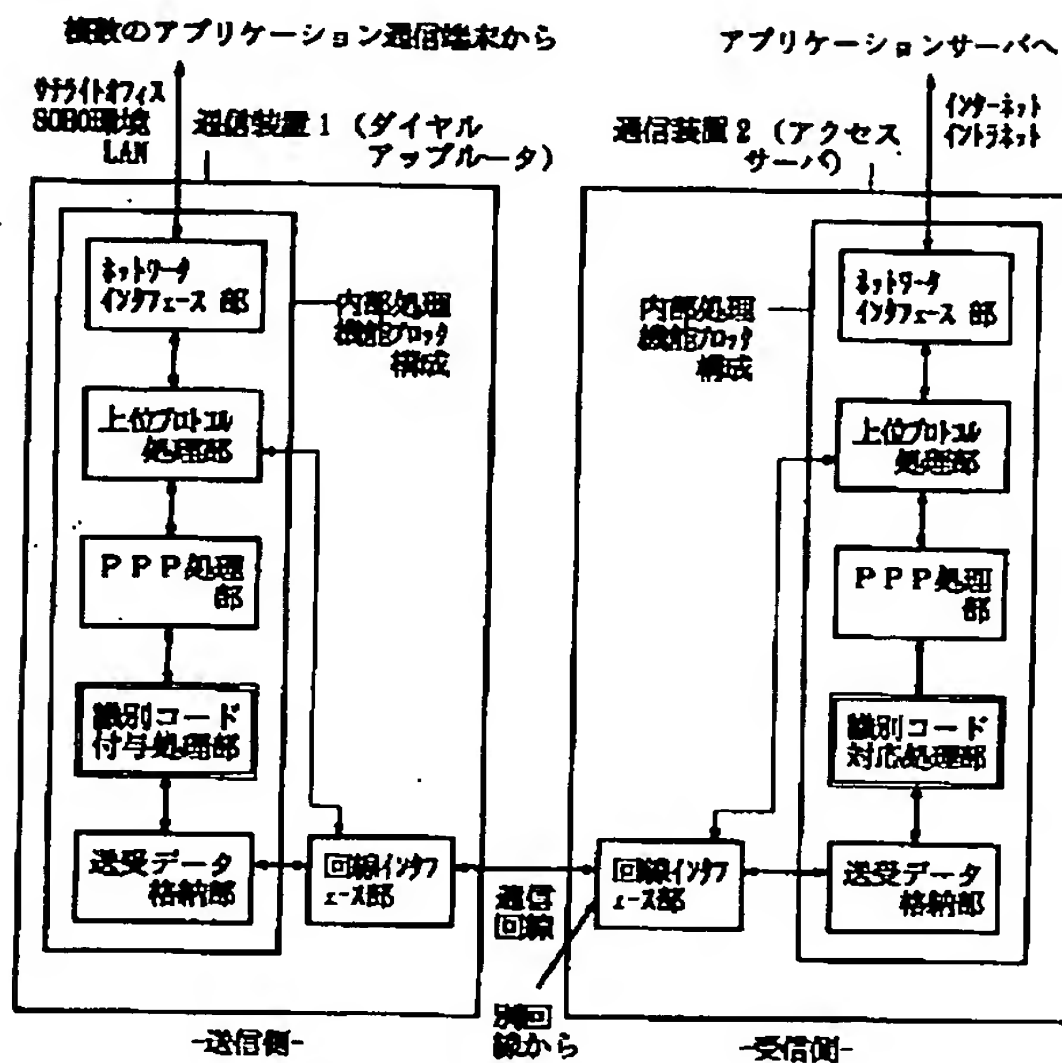 複数のアプリケーション通信端末から
サテライトオフィス
SOHO環境
LAN
通信装置1（ダイヤル
アップルータ）
ネットワーク
インタフェース 部
内部処理
機能ブロック
構成
上位プロトコル
処理部
ＰＰＰ処理
部
識別コード
付与処理部
送受データ
格納部
回線インタフ
ェース部
-送信側-
通信
回線
別回
線から
アプリケーションサーバへ
インターネット
イントラネット
通信装置2（アクセス
サーバ）
ネットワーク
インタフェース 部
内部処理
機能ブロック
構成
上位プロトコル
処理部
ＰＰＰ処理
部
識別コード
対応処理部
回線インタフ
ェース部
送受データ
格納部
-受信側-